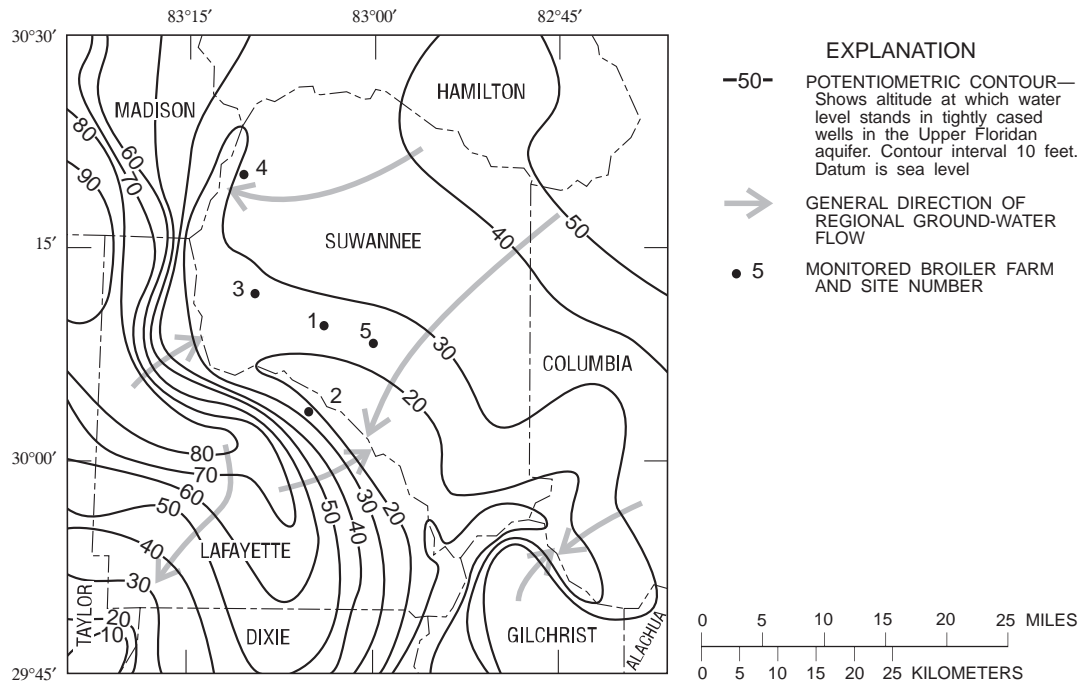 83°15′ 83°00′ 82°45′
30°30′
15′
30°00′
29°45′
MADISON
HAMILTON
SUWANNEE
COLUMBIA
LAFAYETTE
TAYLOR
DIXIE
GILCHRIST
ALACHUA
80
90
60
70
40
50
30
20
80
70
60
50
40
30
20
10
50
40
30
20
4
3
1
5
2
EXPLANATION
50
POTENTIOMETRIC CONTOUR—
Shows altitude at which water
level stands in tightly cased
wells in the Upper Floridan
aquifer. Contour interval 10 feet.
Datum is sea level
GENERAL DIRECTION OF
REGIONAL GROUND-WATER
FLOW
5
MONITORED BROILER FARM
AND SITE NUMBER
0 5 10 15 20 25 MILES
0 5 10 15 20 25 KILOMETERS